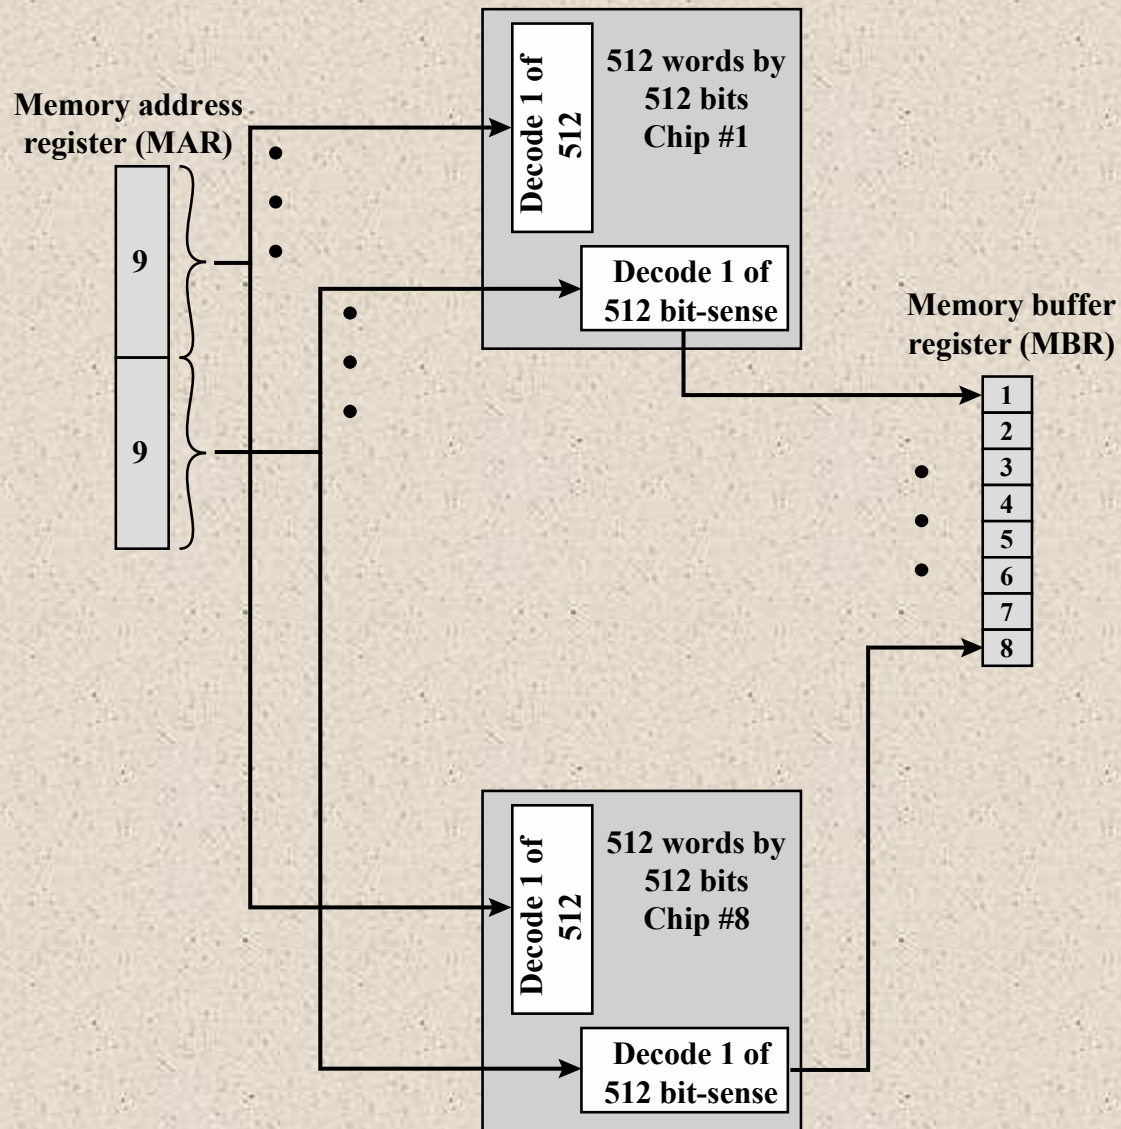 Memory address
register (MAR)
9
9
Decode 1 of
512
512 words by
512 bits
Chip #1
Decode 1 of
512 bit-sense
Memory buffer
register (MBR)
1
2
3
4
5
6
7
8
Decode 1 of
512
512 words by
512 bits
Chip #8
Decode 1 of
512 bit-sense